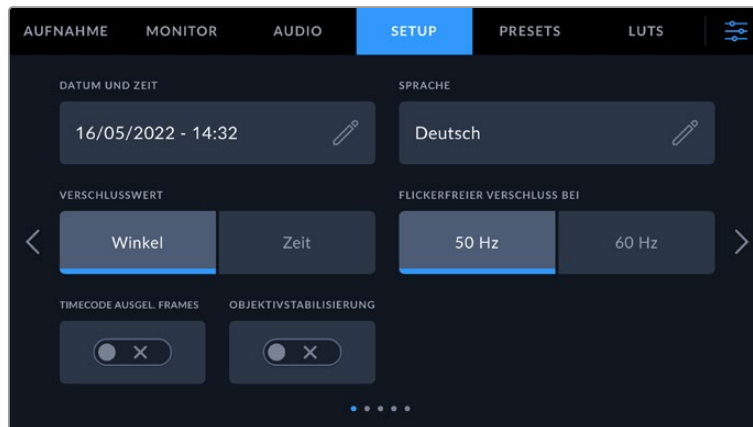 AUFNAHME MONITOR AUDIO SETUP PRESETS LUTS
DATUM UND ZEIT SPRACHE
16/05/2022 - 14:32 Deutsch
VERSCHLUSSWERT FLICKERFREIER VERSCHLUSS BEI
Winkel Zeit 50 Hz 60 Hz
TIMECODE AUSGEL. FRAMES OBJEKTIVSTABILISIERUNG